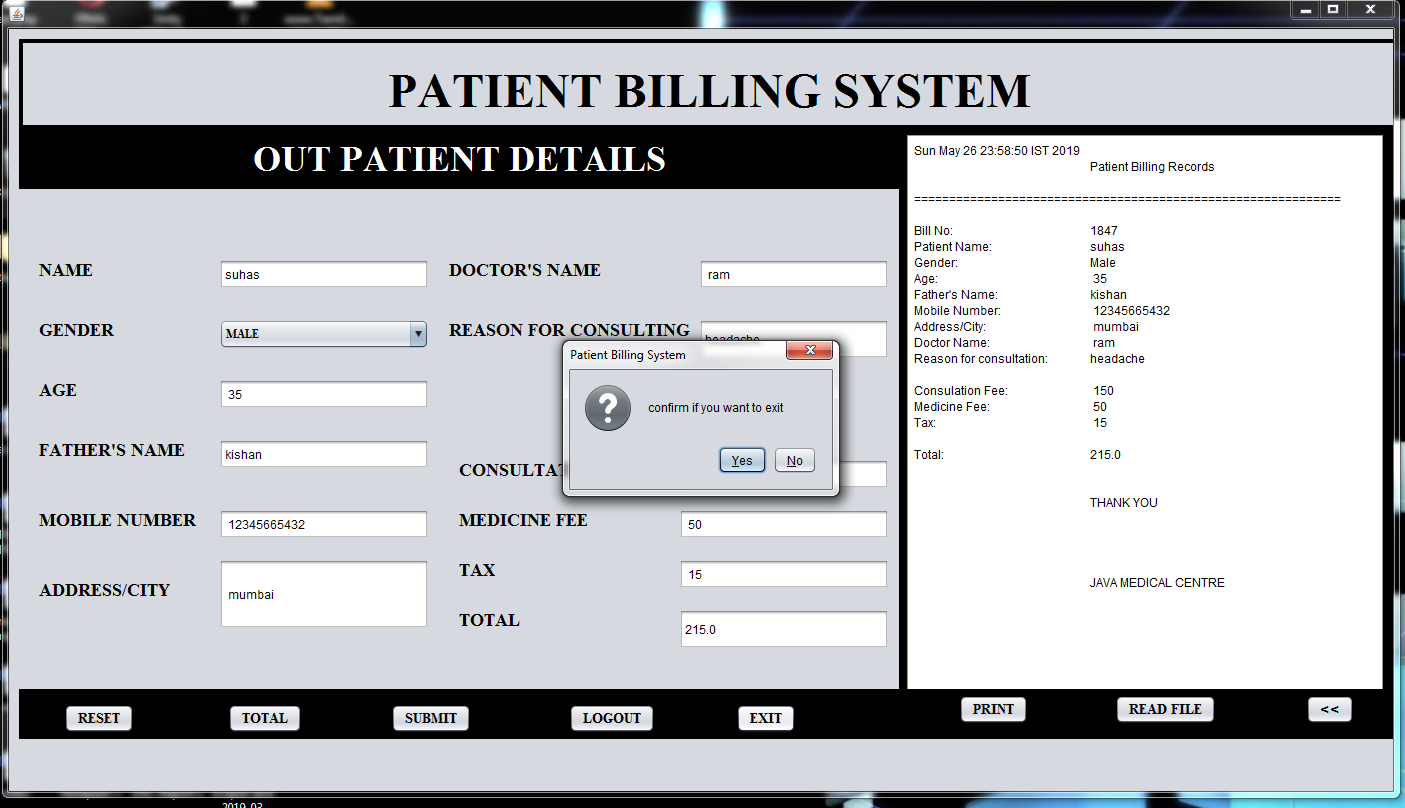 PATIENT BILLING SYSTEM
OUT PATIENT DETAILS
NAME suhas DOCTOR'S NAME ram
GENDER MALE REASON FOR CONSULTING headache
AGE 35
FATHER'S NAME kishan
MOBILE NUMBER 12345665432 MEDICINE FEE 50
ADDRESS/CITY mumbai
TAX 15
TOTAL 215.0
Patient Billing System
confirm if you want to exit
Yes No
Sun May 26 23:58:50 IST 2019
Patient Billing Records
=============================================================
Bill No: 1847
Patient Name: suhas
Gender: Male
Age: 35
Father's Name: kishan
Mobile Number: 12345665432
Address/City: mumbai
Doctor Name: ram
Reason for consultation: headache
Consulation Fee: 150
Medicine Fee: 50
Tax: 15
Total: 215.0
THANK YOU
JAVA MEDICAL CENTRE
RESET TOTAL SUBMIT LOGOUT EXIT PRINT READ FILE <<